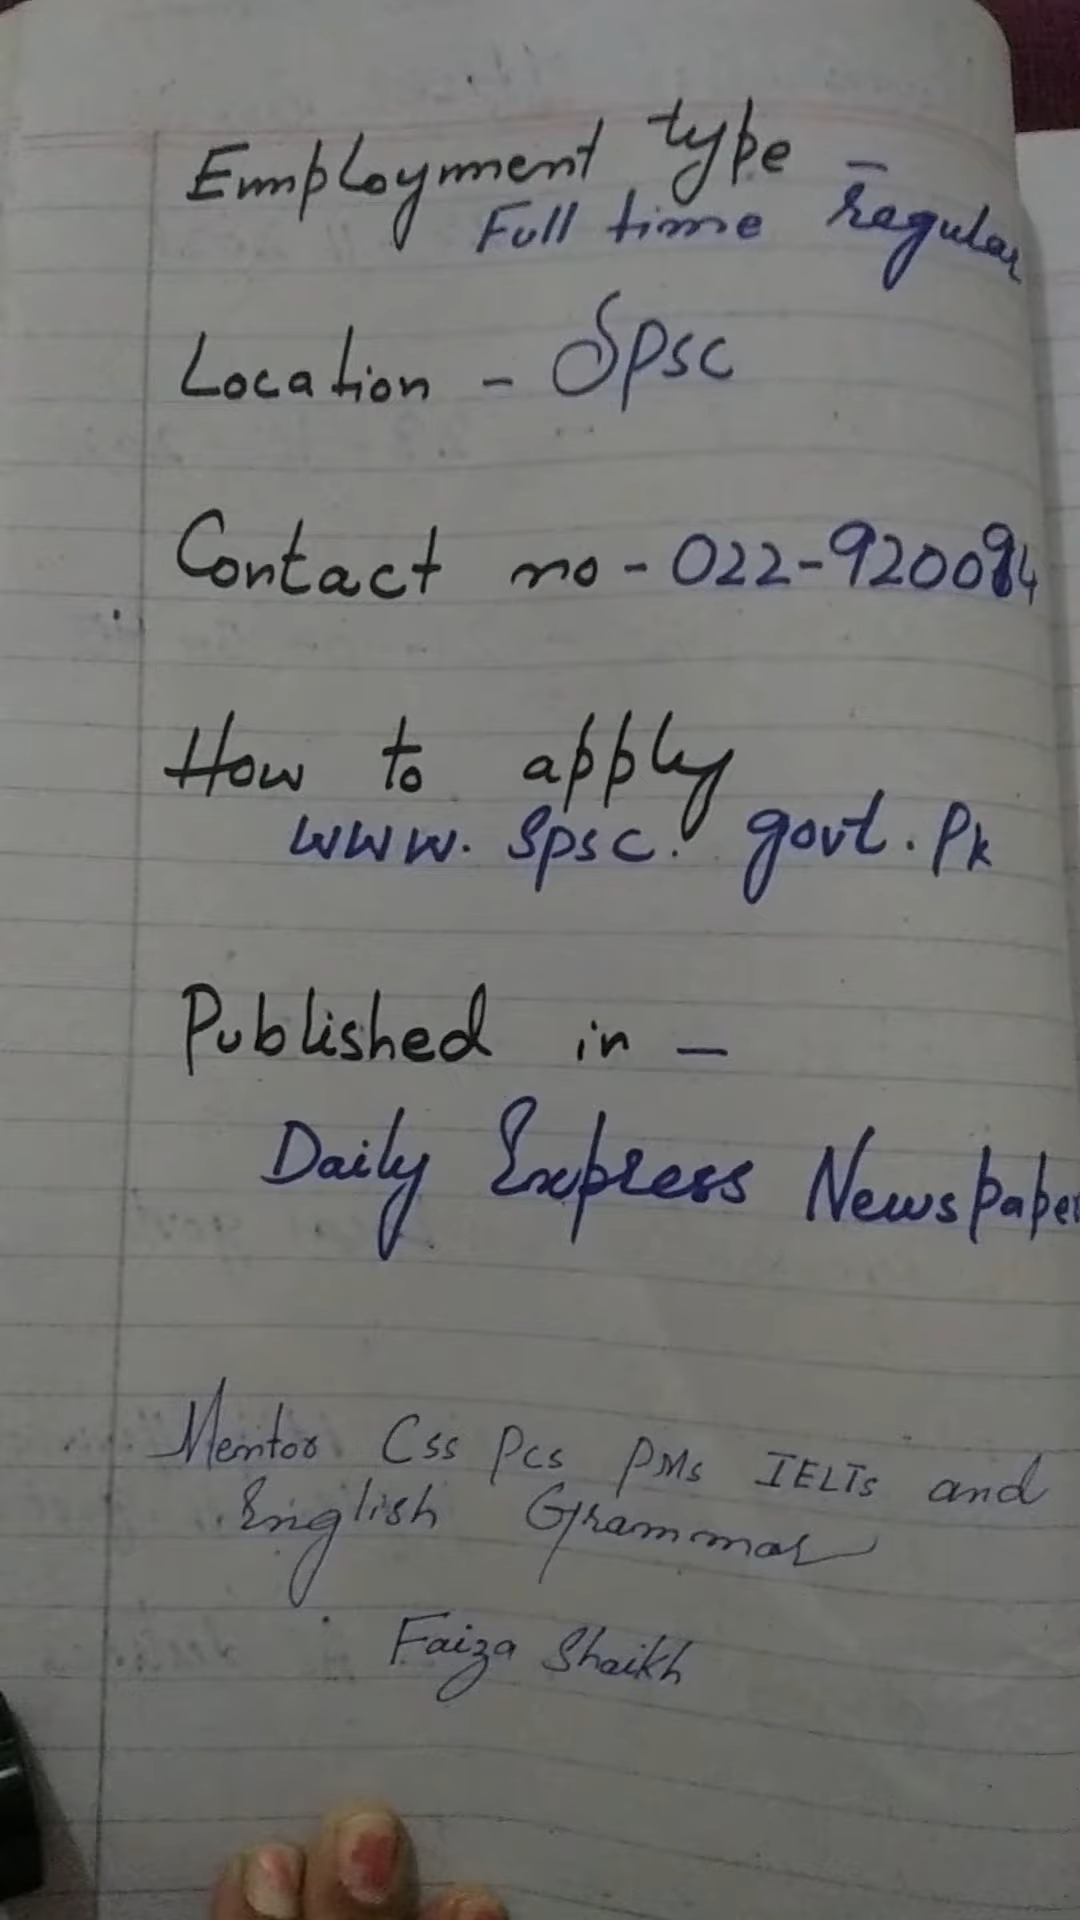 Employment type -
Full time regular
Location - Spsc
Contact no - 022-9200
How to apply
www. Spsc. govt. Pk
Published in -
Daily Express Newspaper
Mentor Css Pcs PMs IELTs and
English Grammar
Faiza Shaikh